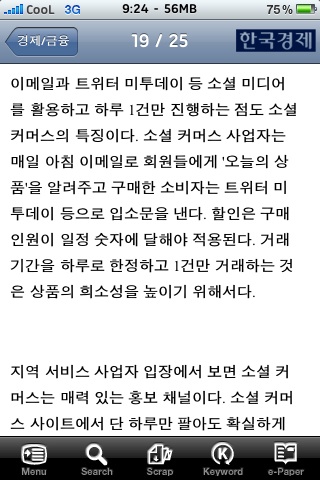 CooL 3G 9:24 - 56MB 75%
경제/금융 19 / 25 한국경제
이메일과 트위터 미투데이 등 소셜 미디어
를 활용하고 하루 1건만 진행하는 점도 소셜
커머스의 특징이다. 소셜 커머스 사업자는
매일 아침 이메일로 회원들에게 '오늘의 상
품'을 알려주고 구매한 소비자는 트위터 미
투데이 등으로 입소문을 낸다. 할인은 구매
인원이 일정 숫자에 달해야 적용된다. 거래
기간을 하루로 한정하고 1건만 거래하는 것
은 상품의 희소성을 높이기 위해서다.
지역 서비스 사업자 입장에서 보면 소셜 커
머스는 매력 있는 홍보 채널이다. 소셜 커머
스 사이트에서 단 하루만 팔아도 확실하게
Menu Search Scrap Keyword e-Paper